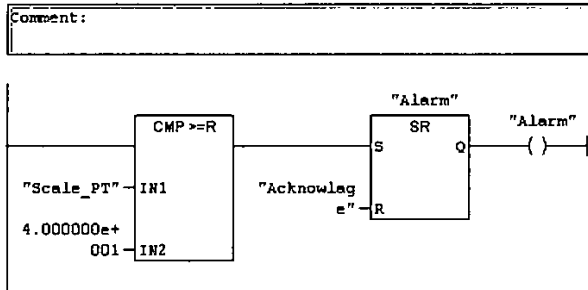 Comment:
"Alarm"
CMP >=R
SR
"Alarm"
S
Q
( )
"Scale_PT"
IN1
"Acknowlag
e"
R
4.000000e+
001
IN2